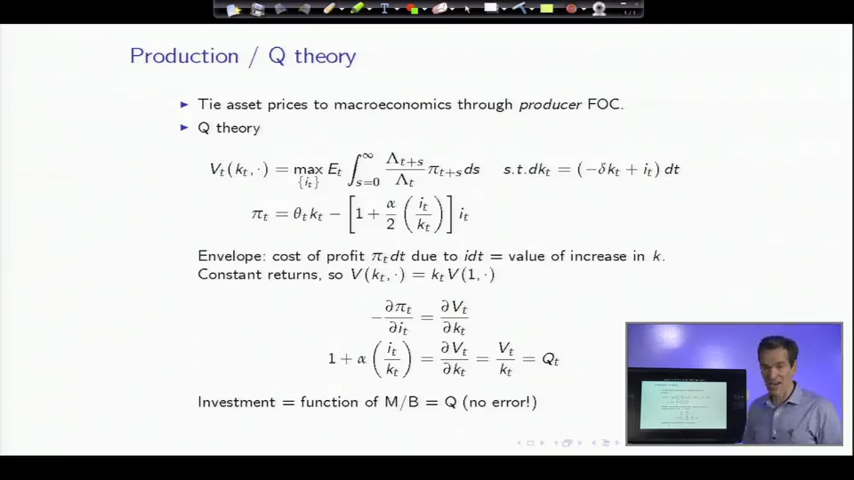 Production / Q theory
▶ Tie asset prices to macroeconomics through producer FOC.
▶ Q theory
V_t(k_t, ·) = max_{i_t} E_t ∫_{s=0}^{∞} Λ_{t+s}/Λ_t π_{t+s} ds s.t. dk_t = (−δk_t + i_t) dt
π_t = θ_t k_t − [1 + α/2 (i_t/k_t)] i_t
Envelope: cost of profit π_t dt due to idt = value of increase in k.
Constant returns, so V(k_t, ·) = k_t V(1, ·)
−∂π_t/∂i_t = ∂V_t/∂k_t
1 + α (i_t/k_t) = ∂V_t/∂k_t = V_t/k_t = Q_t
Investment = function of M/B = Q (no error!)